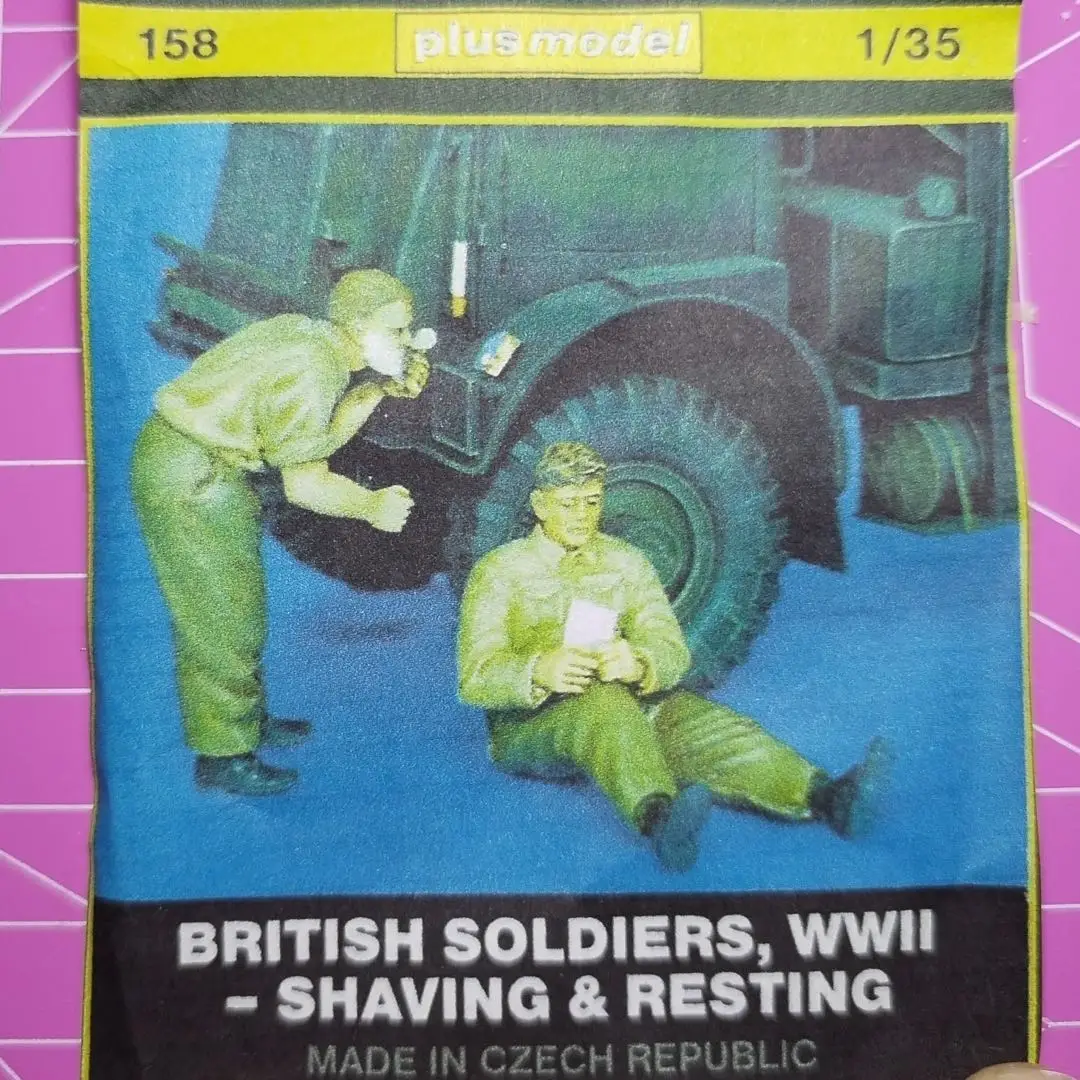 158 plus model 1/35
BRITISH SOLDIERS, WWII
– SHAVING & RESTING
MADE IN CZECH REPUBLIC